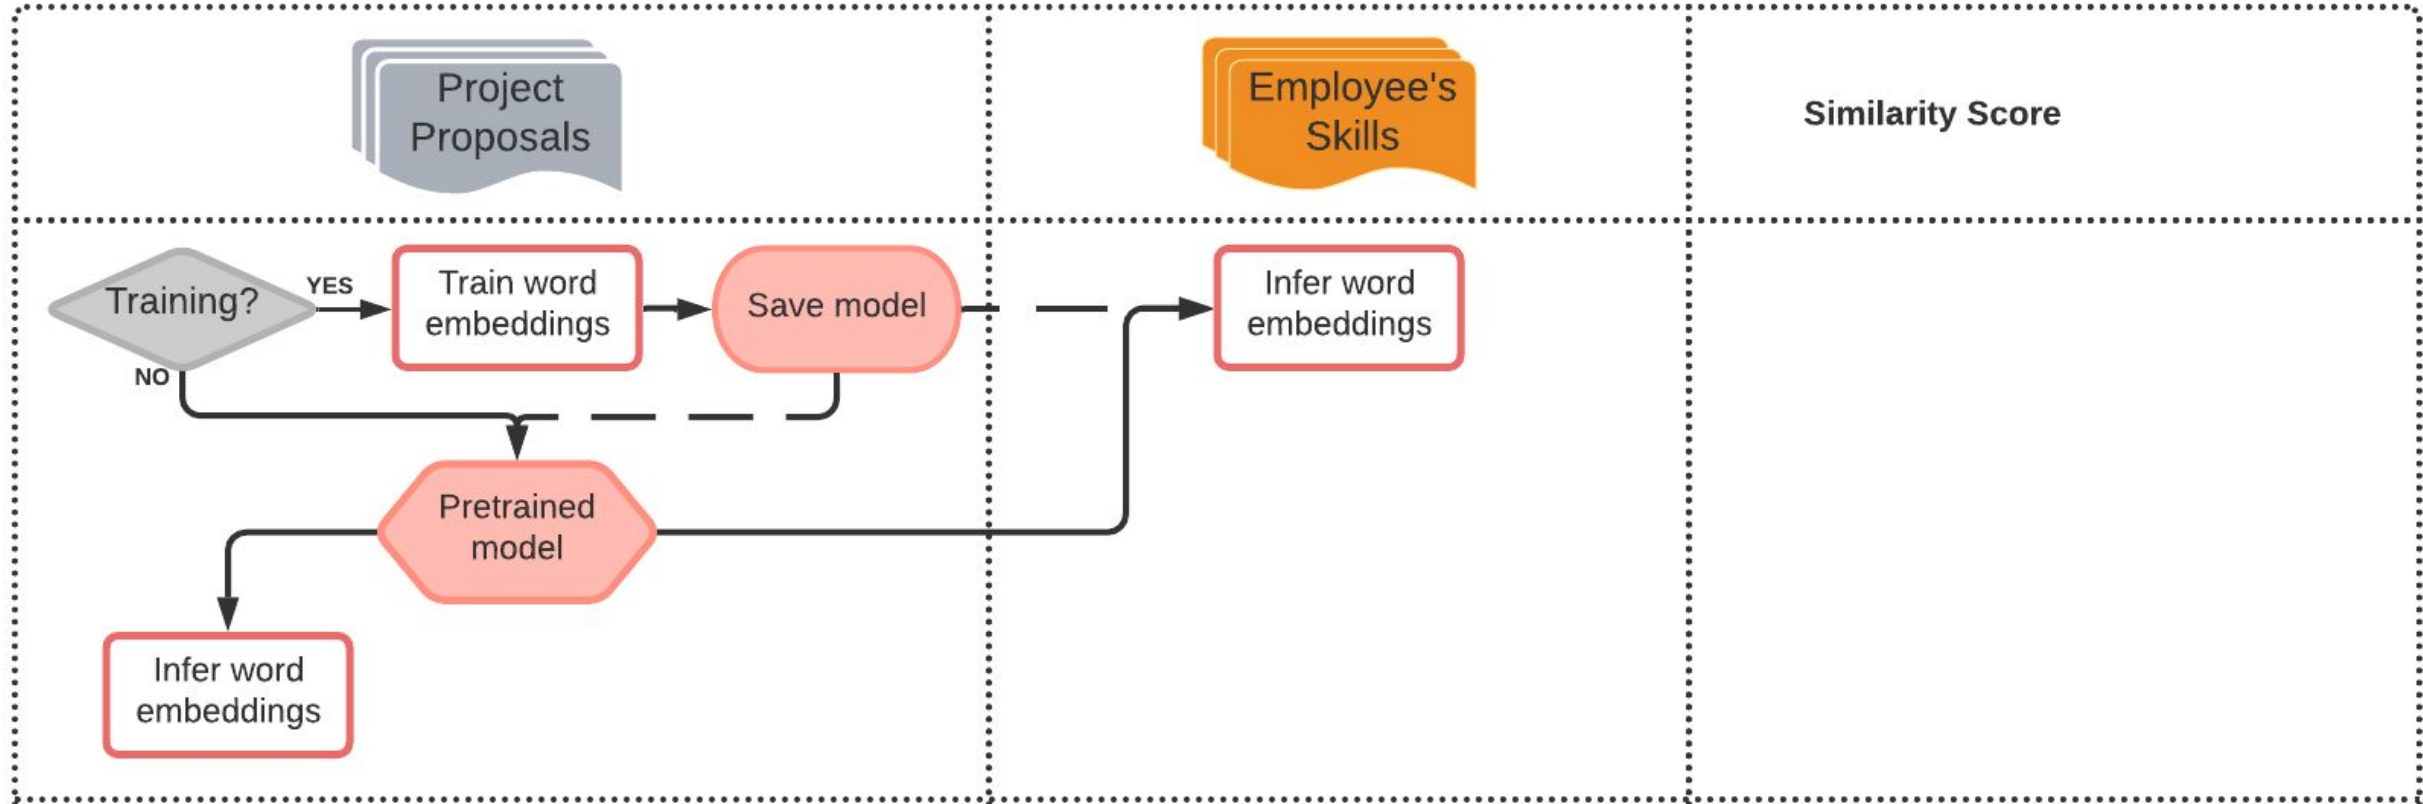 Project
Proposals
Employee's
Skills
Similarity Score
Training?
YES
Train word
embeddings
Save model
Infer word
embeddings
NO
Pretrained
model
Infer word
embeddings